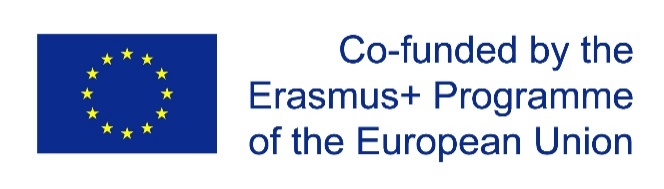 Co-funded by the
Erasmus+ Programme
of the European Union